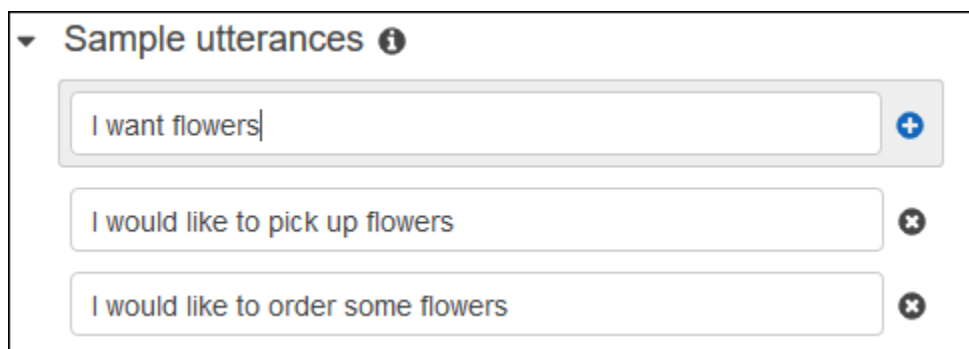 Sample utterances
I want flowers
I would like to pick up flowers
I would like to order some flowers